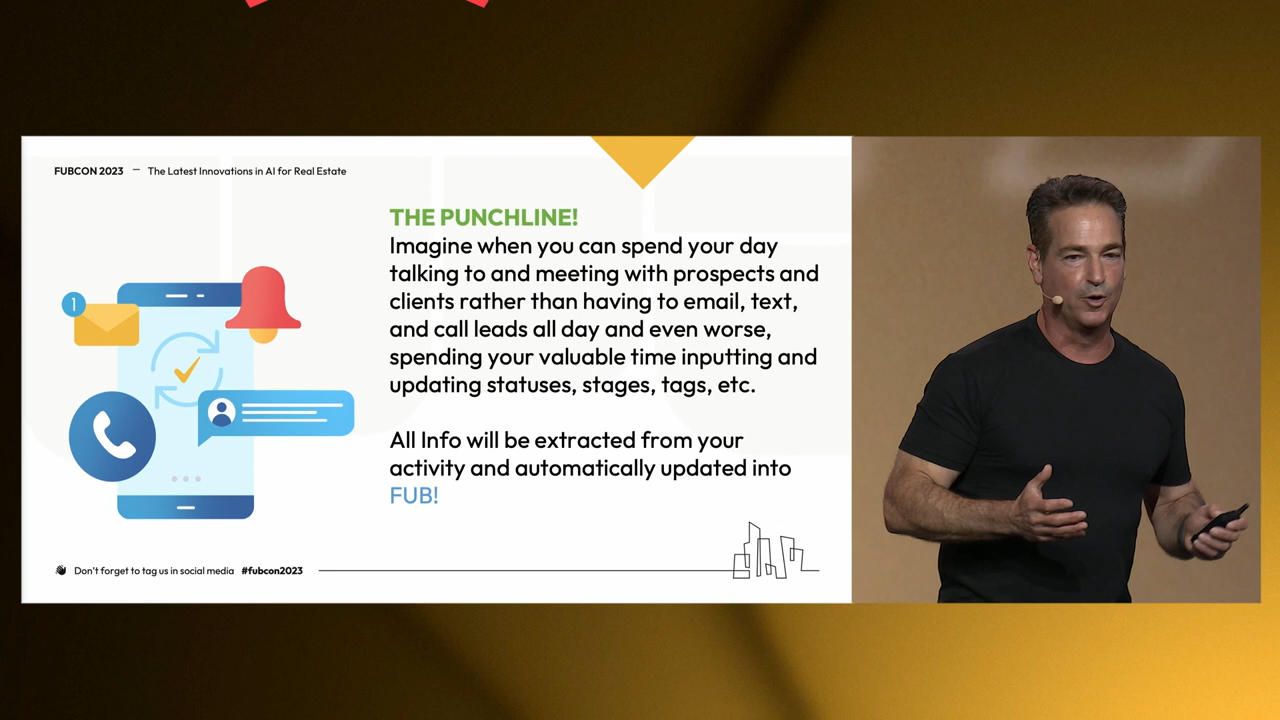 FUBCON 2023 — The Latest Innovations in AI for Real Estate
THE PUNCHLINE!
Imagine when you can spend your day
talking to and meeting with prospects and
clients rather than having to email, text,
and call leads all day and even worse,
spending your valuable time inputting and
updating statuses, stages, tags, etc.
All Info will be extracted from your
activity and automatically updated into
FUB!
1
Don't forget to tag us in social media #fubcon2023